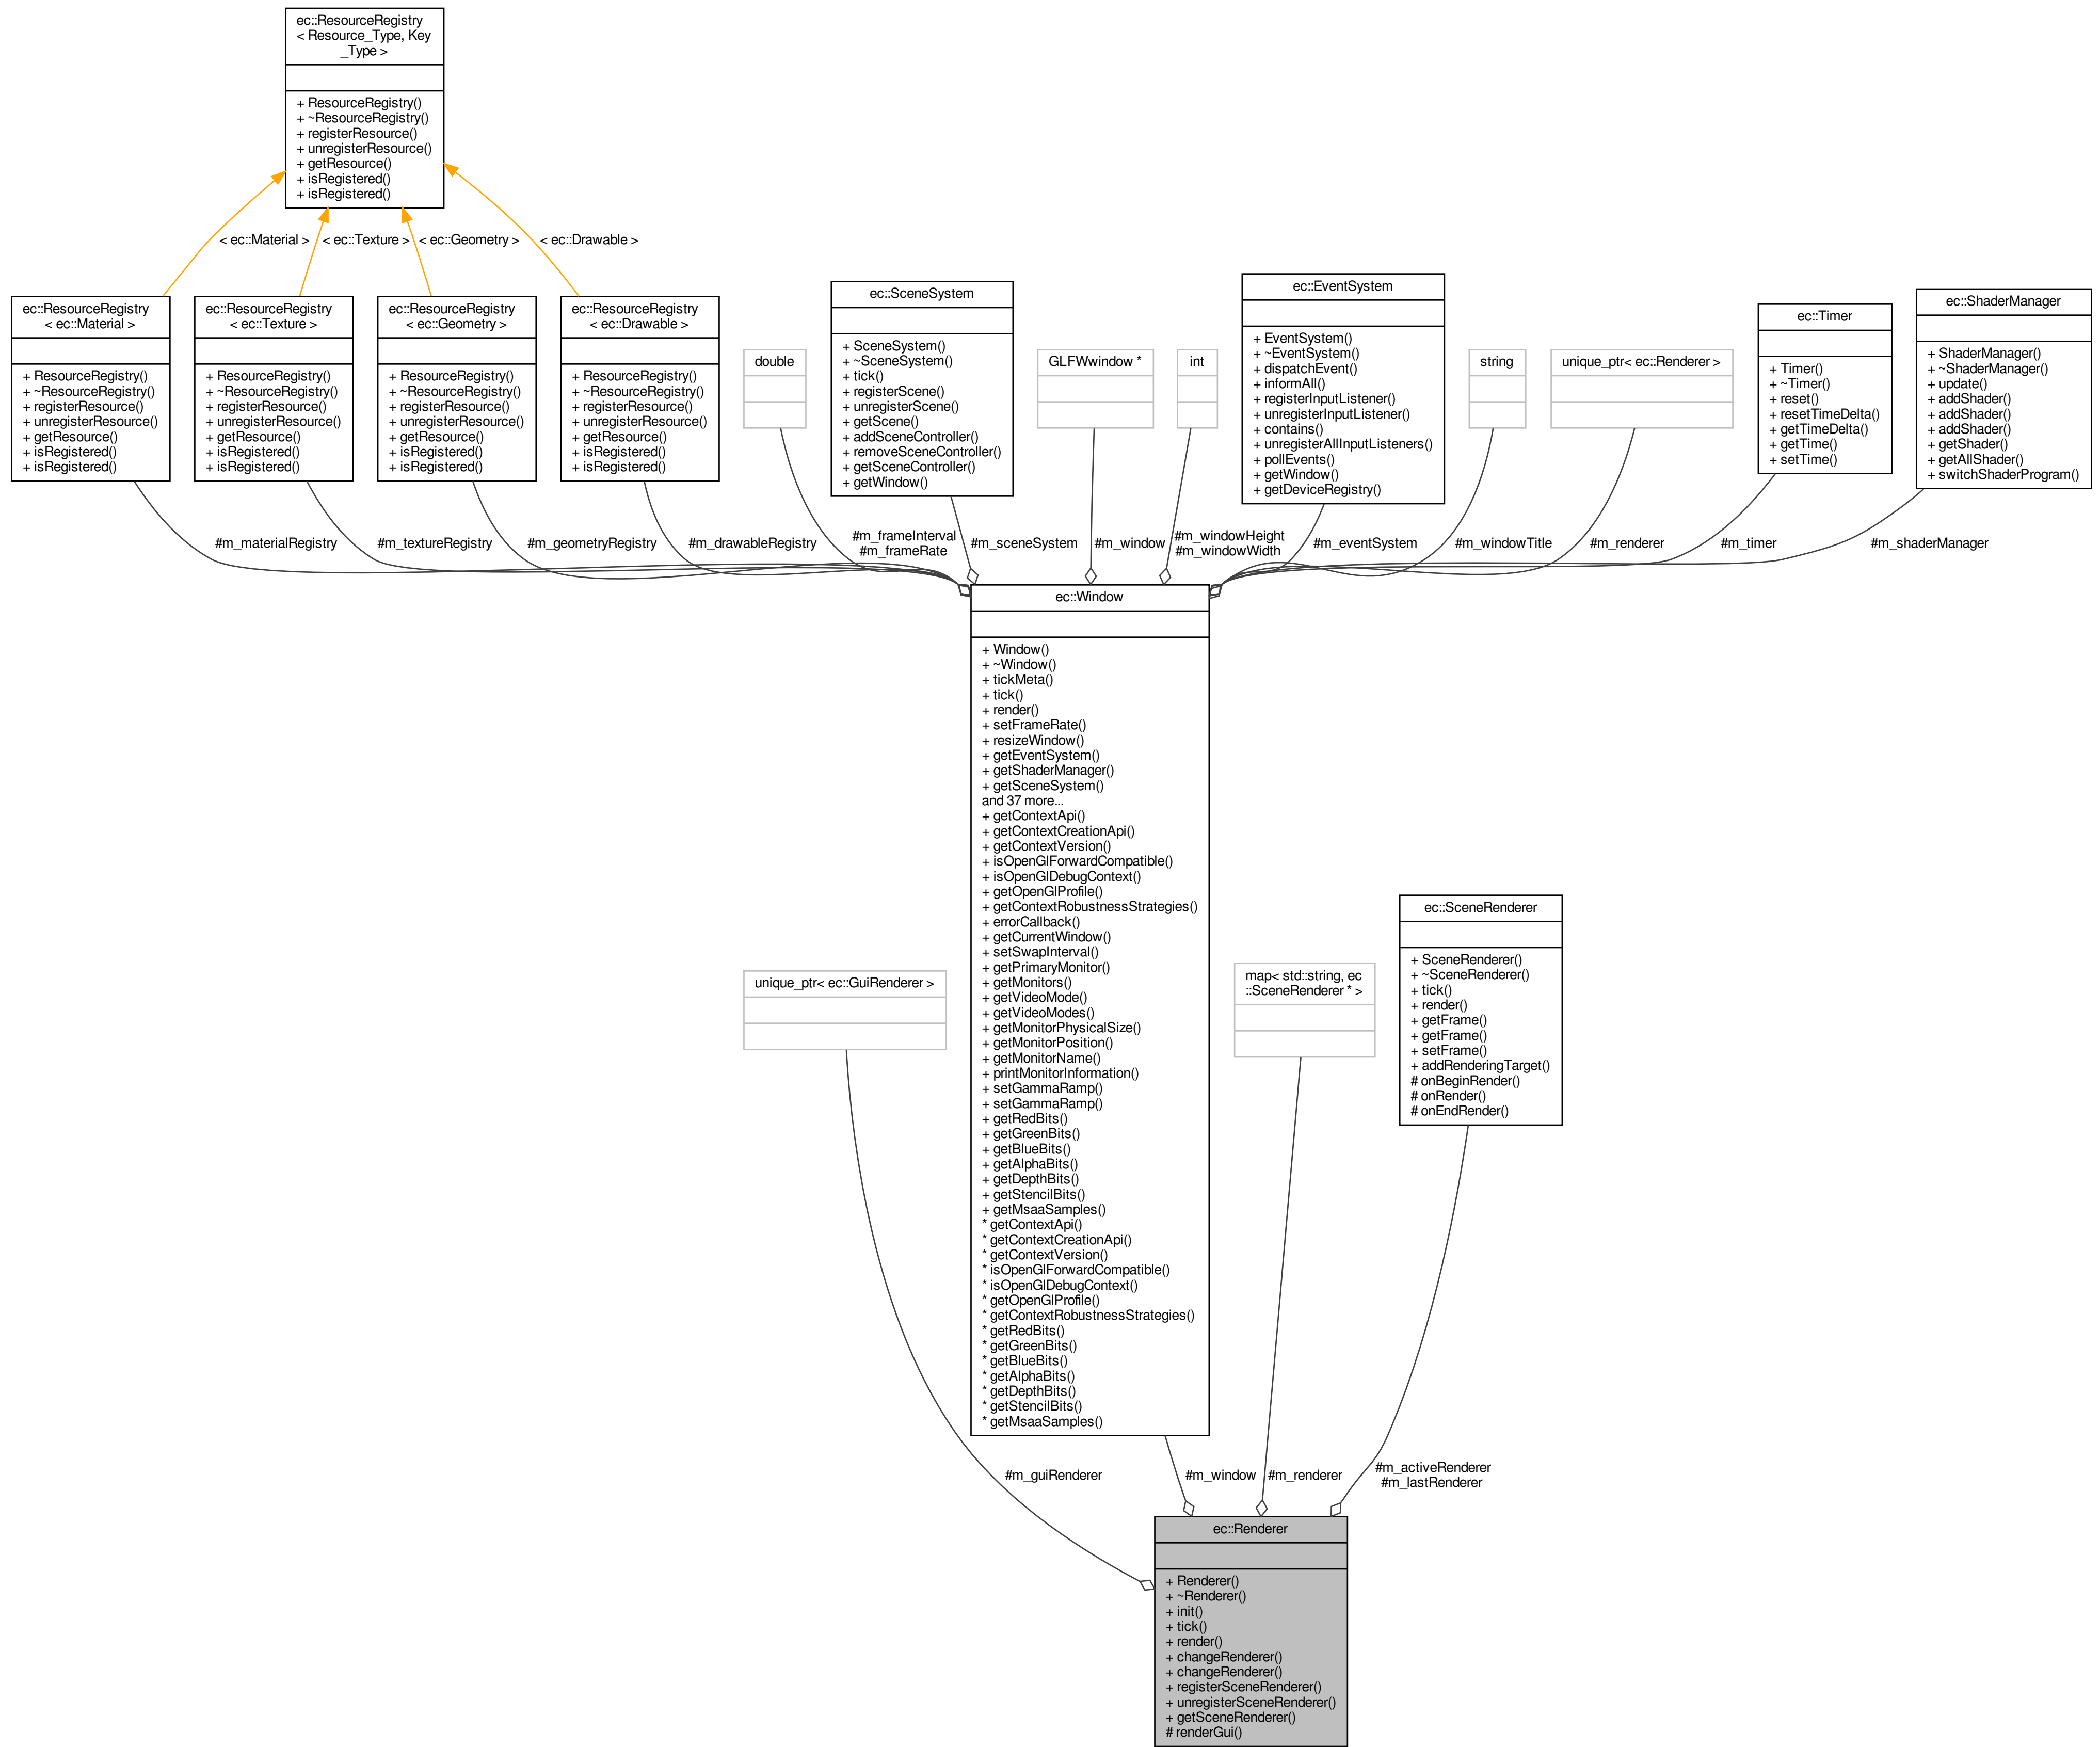 ec::ResourceRegistry
< Resource_Type, Key
_Type >
+ ResourceRegistry()
+ ~ResourceRegistry()
+ registerResource()
+ unregisterResource()
+ getResource()
+ isRegistered()
+ isRegistered()
< ec::Material >
< ec::Texture >
< ec::Geometry >
< ec::Drawable >
ec::ResourceRegistry
< ec::Material >
+ ResourceRegistry()
+ ~ResourceRegistry()
+ registerResource()
+ unregisterResource()
+ getResource()
+ isRegistered()
+ isRegistered()
ec::ResourceRegistry
< ec::Texture >
+ ResourceRegistry()
+ ~ResourceRegistry()
+ registerResource()
+ unregisterResource()
+ getResource()
+ isRegistered()
+ isRegistered()
ec::ResourceRegistry
< ec::Geometry >
+ ResourceRegistry()
+ ~ResourceRegistry()
+ registerResource()
+ unregisterResource()
+ getResource()
+ isRegistered()
+ isRegistered()
ec::ResourceRegistry
< ec::Drawable >
+ ResourceRegistry()
+ ~ResourceRegistry()
+ registerResource()
+ unregisterResource()
+ getResource()
+ isRegistered()
+ isRegistered()
double
ec::SceneSystem
+ SceneSystem()
+ ~SceneSystem()
+ tick()
+ registerScene()
+ unregisterScene()
+ getScene()
+ addSceneController()
+ removeSceneController()
+ getSceneController()
+ getWindow()
GLFWwindow *
int
ec::EventSystem
+ EventSystem()
+ ~EventSystem()
+ dispatchEvent()
+ informAll()
+ registerInputListener()
+ unregisterInputListener()
+ contains()
+ unregisterAllInputListeners()
+ pollEvents()
+ getWindow()
+ getDeviceRegistry()
string
unique_ptr< ec::Renderer >
ec::Timer
+ Timer()
+ ~Timer()
+ reset()
+ resetTimeDelta()
+ getTimeDelta()
+ getTime()
+ setTime()
ec::ShaderManager
+ ShaderManager()
+ ~ShaderManager()
+ update()
+ addShader()
+ addShader()
+ addShader()
+ getShader()
+ getAllShader()
+ switchShaderProgram()
#m_materialRegistry
#m_textureRegistry
#m_geometryRegistry
#m_drawableRegistry
#m_frameInterval
#m_frameRate
#m_sceneSystem
#m_window
#m_windowHeight
#m_windowWidth
#m_eventSystem
#m_windowTitle
#m_renderer
#m_timer
#m_shaderManager
ec::Window
+ Window()
+ ~Window()
+ tickMeta()
+ tick()
+ render()
+ setFrameRate()
+ resizeWindow()
+ getEventSystem()
+ getShaderManager()
+ getSceneSystem()
and 37 more...
+ getContextApi()
+ getContextCreationApi()
+ getContextVersion()
+ isOpenGlForwardCompatible()
+ isOpenGlDebugContext()
+ getOpenGlProfile()
+ getContextRobustnessStrategies()
+ errorCallback()
+ getCurrentWindow()
+ setSwapInterval()
+ getPrimaryMonitor()
+ getMonitors()
+ getVideoMode()
+ getVideoModes()
+ getMonitorPhysicalSize()
+ getMonitorPosition()
+ getMonitorName()
+ printMonitorInformation()
+ setGammaRamp()
+ setGammaRamp()
+ getRedBits()
+ getGreenBits()
+ getBlueBits()
+ getAlphaBits()
+ getDepthBits()
+ getStencilBits()
+ getMsaaSamples()
* getContextApi()
* getContextCreationApi()
* getContextVersion()
* isOpenGlForwardCompatible()
* isOpenGlDebugContext()
* getOpenGlProfile()
* getContextRobustnessStrategies()
* getRedBits()
* getGreenBits()
* getBlueBits()
* getAlphaBits()
* getDepthBits()
* getStencilBits()
* getMsaaSamples()
unique_ptr< ec::GuiRenderer >
map< std::string, ec
::SceneRenderer * >
ec::SceneRenderer
+ SceneRenderer()
+ ~SceneRenderer()
+ tick()
+ render()
+ getFrame()
+ getFrame()
+ setFrame()
+ addRenderingTarget()
# onBeginRender()
# onRender()
# onEndRender()
#m_guiRenderer
#m_window
#m_renderer
#m_activeRenderer
#m_lastRenderer
ec::Renderer
+ Renderer()
+ ~Renderer()
+ init()
+ tick()
+ render()
+ changeRenderer()
+ changeRenderer()
+ registerSceneRenderer()
+ unregisterSceneRenderer()
+ getSceneRenderer()
# renderGui()